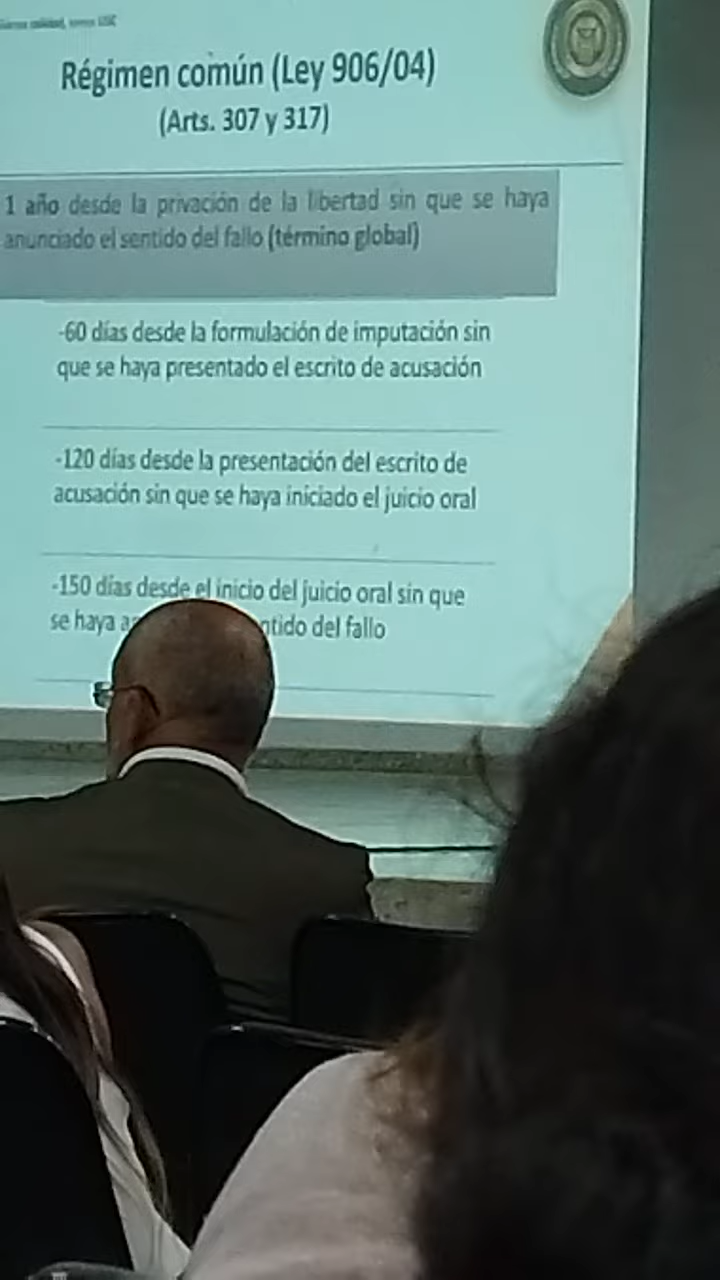 Régimen común (Ley 906/04)
(Arts. 307 y 317)
1 año desde la privación de la libertad sin que se haya
anunciado el sentido del fallo (término global)
-60 días desde la formulación de imputación sin
que se haya presentado el escrito de acusación
-120 días desde la presentación del escrito de
acusación sin que se haya iniciado el juicio oral
-150 días desde el inicio del juicio oral sin que
se haya del fallo